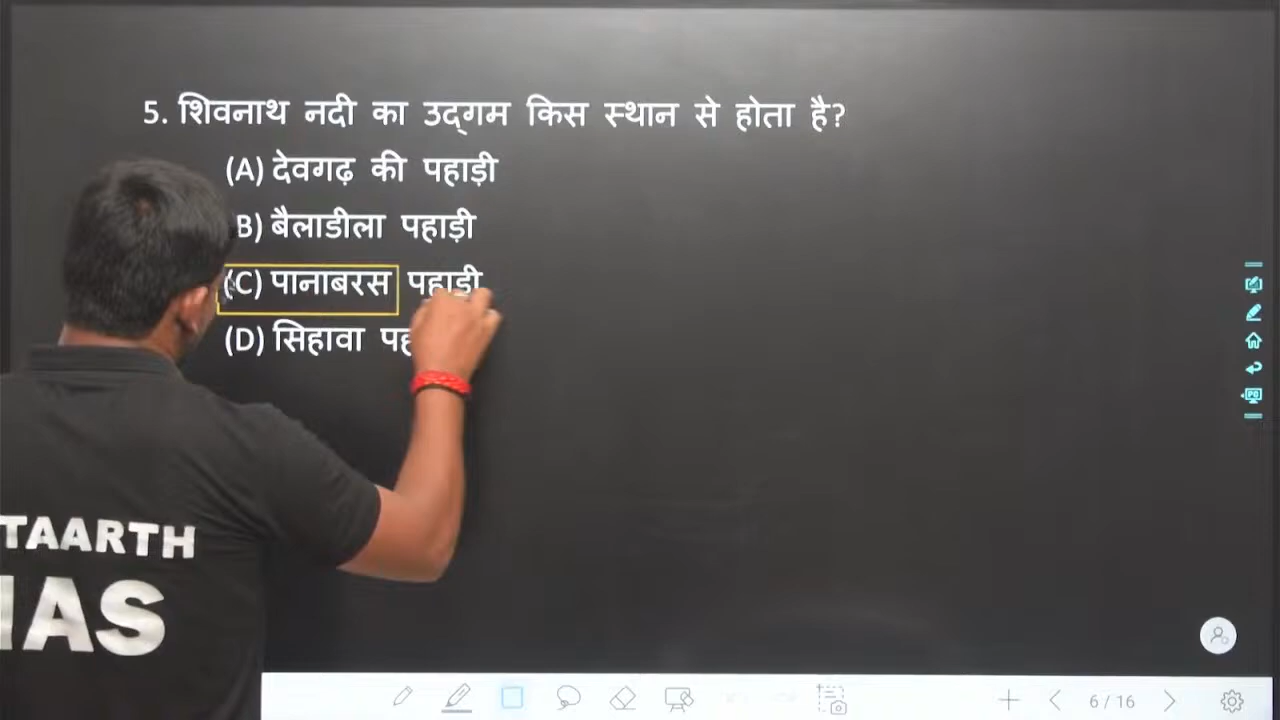 5. शिवनाथ नदी का उद्गम किस स्थान से होता है?
(A) देवगढ़ की पहाड़ी
B) बैलाडीला पहाड़ी
(C) पानाबरस पहाड़ी
(D) सिहावा
TAARTH
IAS
6 / 16